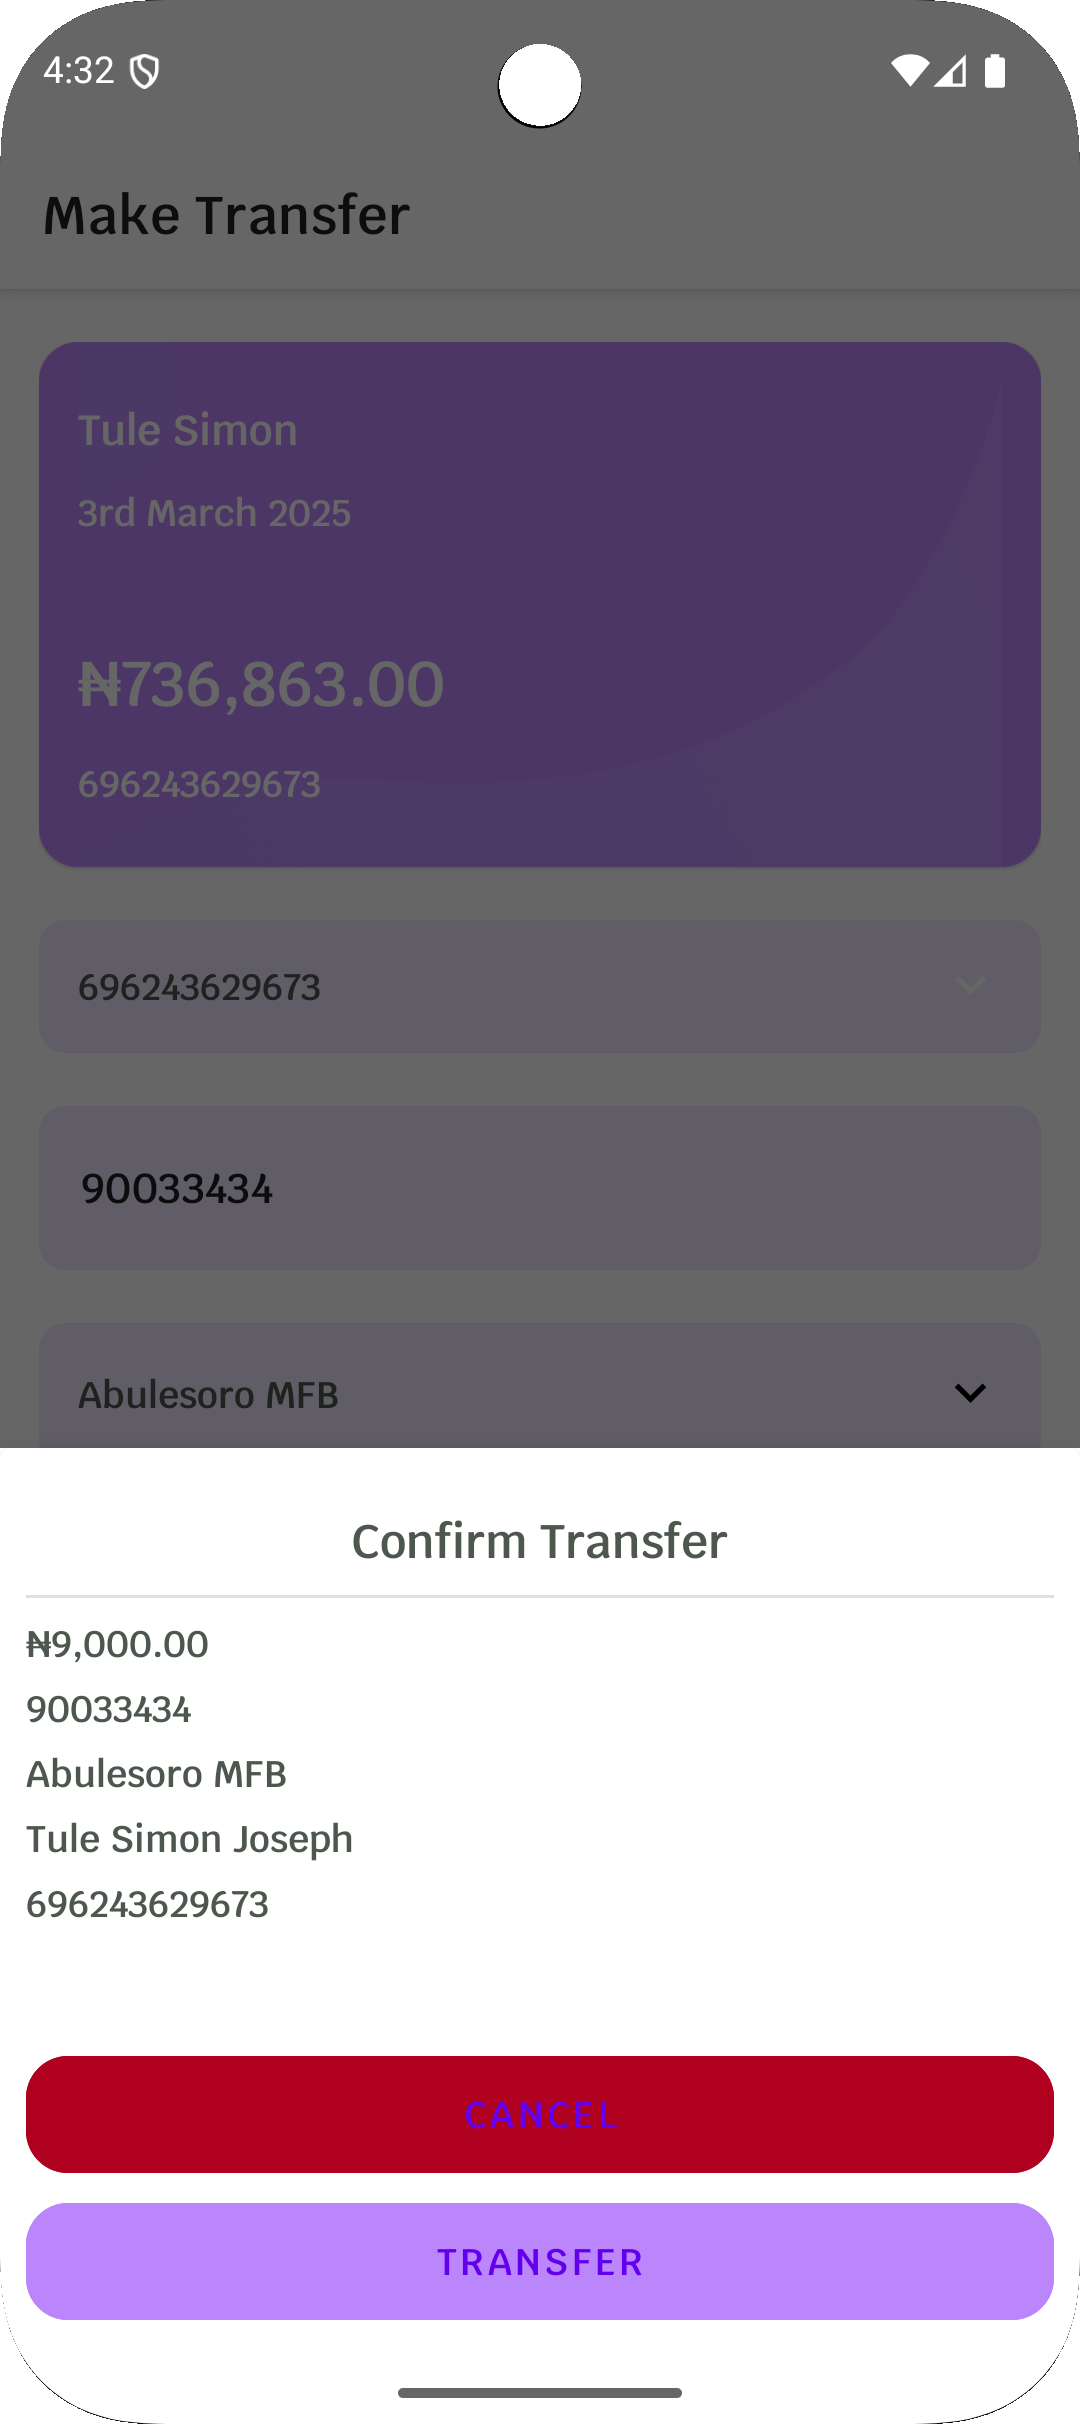 4:32
Make Transfer
Tule Simon
3rd March 2025
₦736,863.00
696243629673
696243629673
90033434
Abulesoro MFB
Confirm Transfer
₦9,000.00
90033434
Abulesoro MFB
Tule Simon Joseph
696243629673
CANCEL
TRANSFER